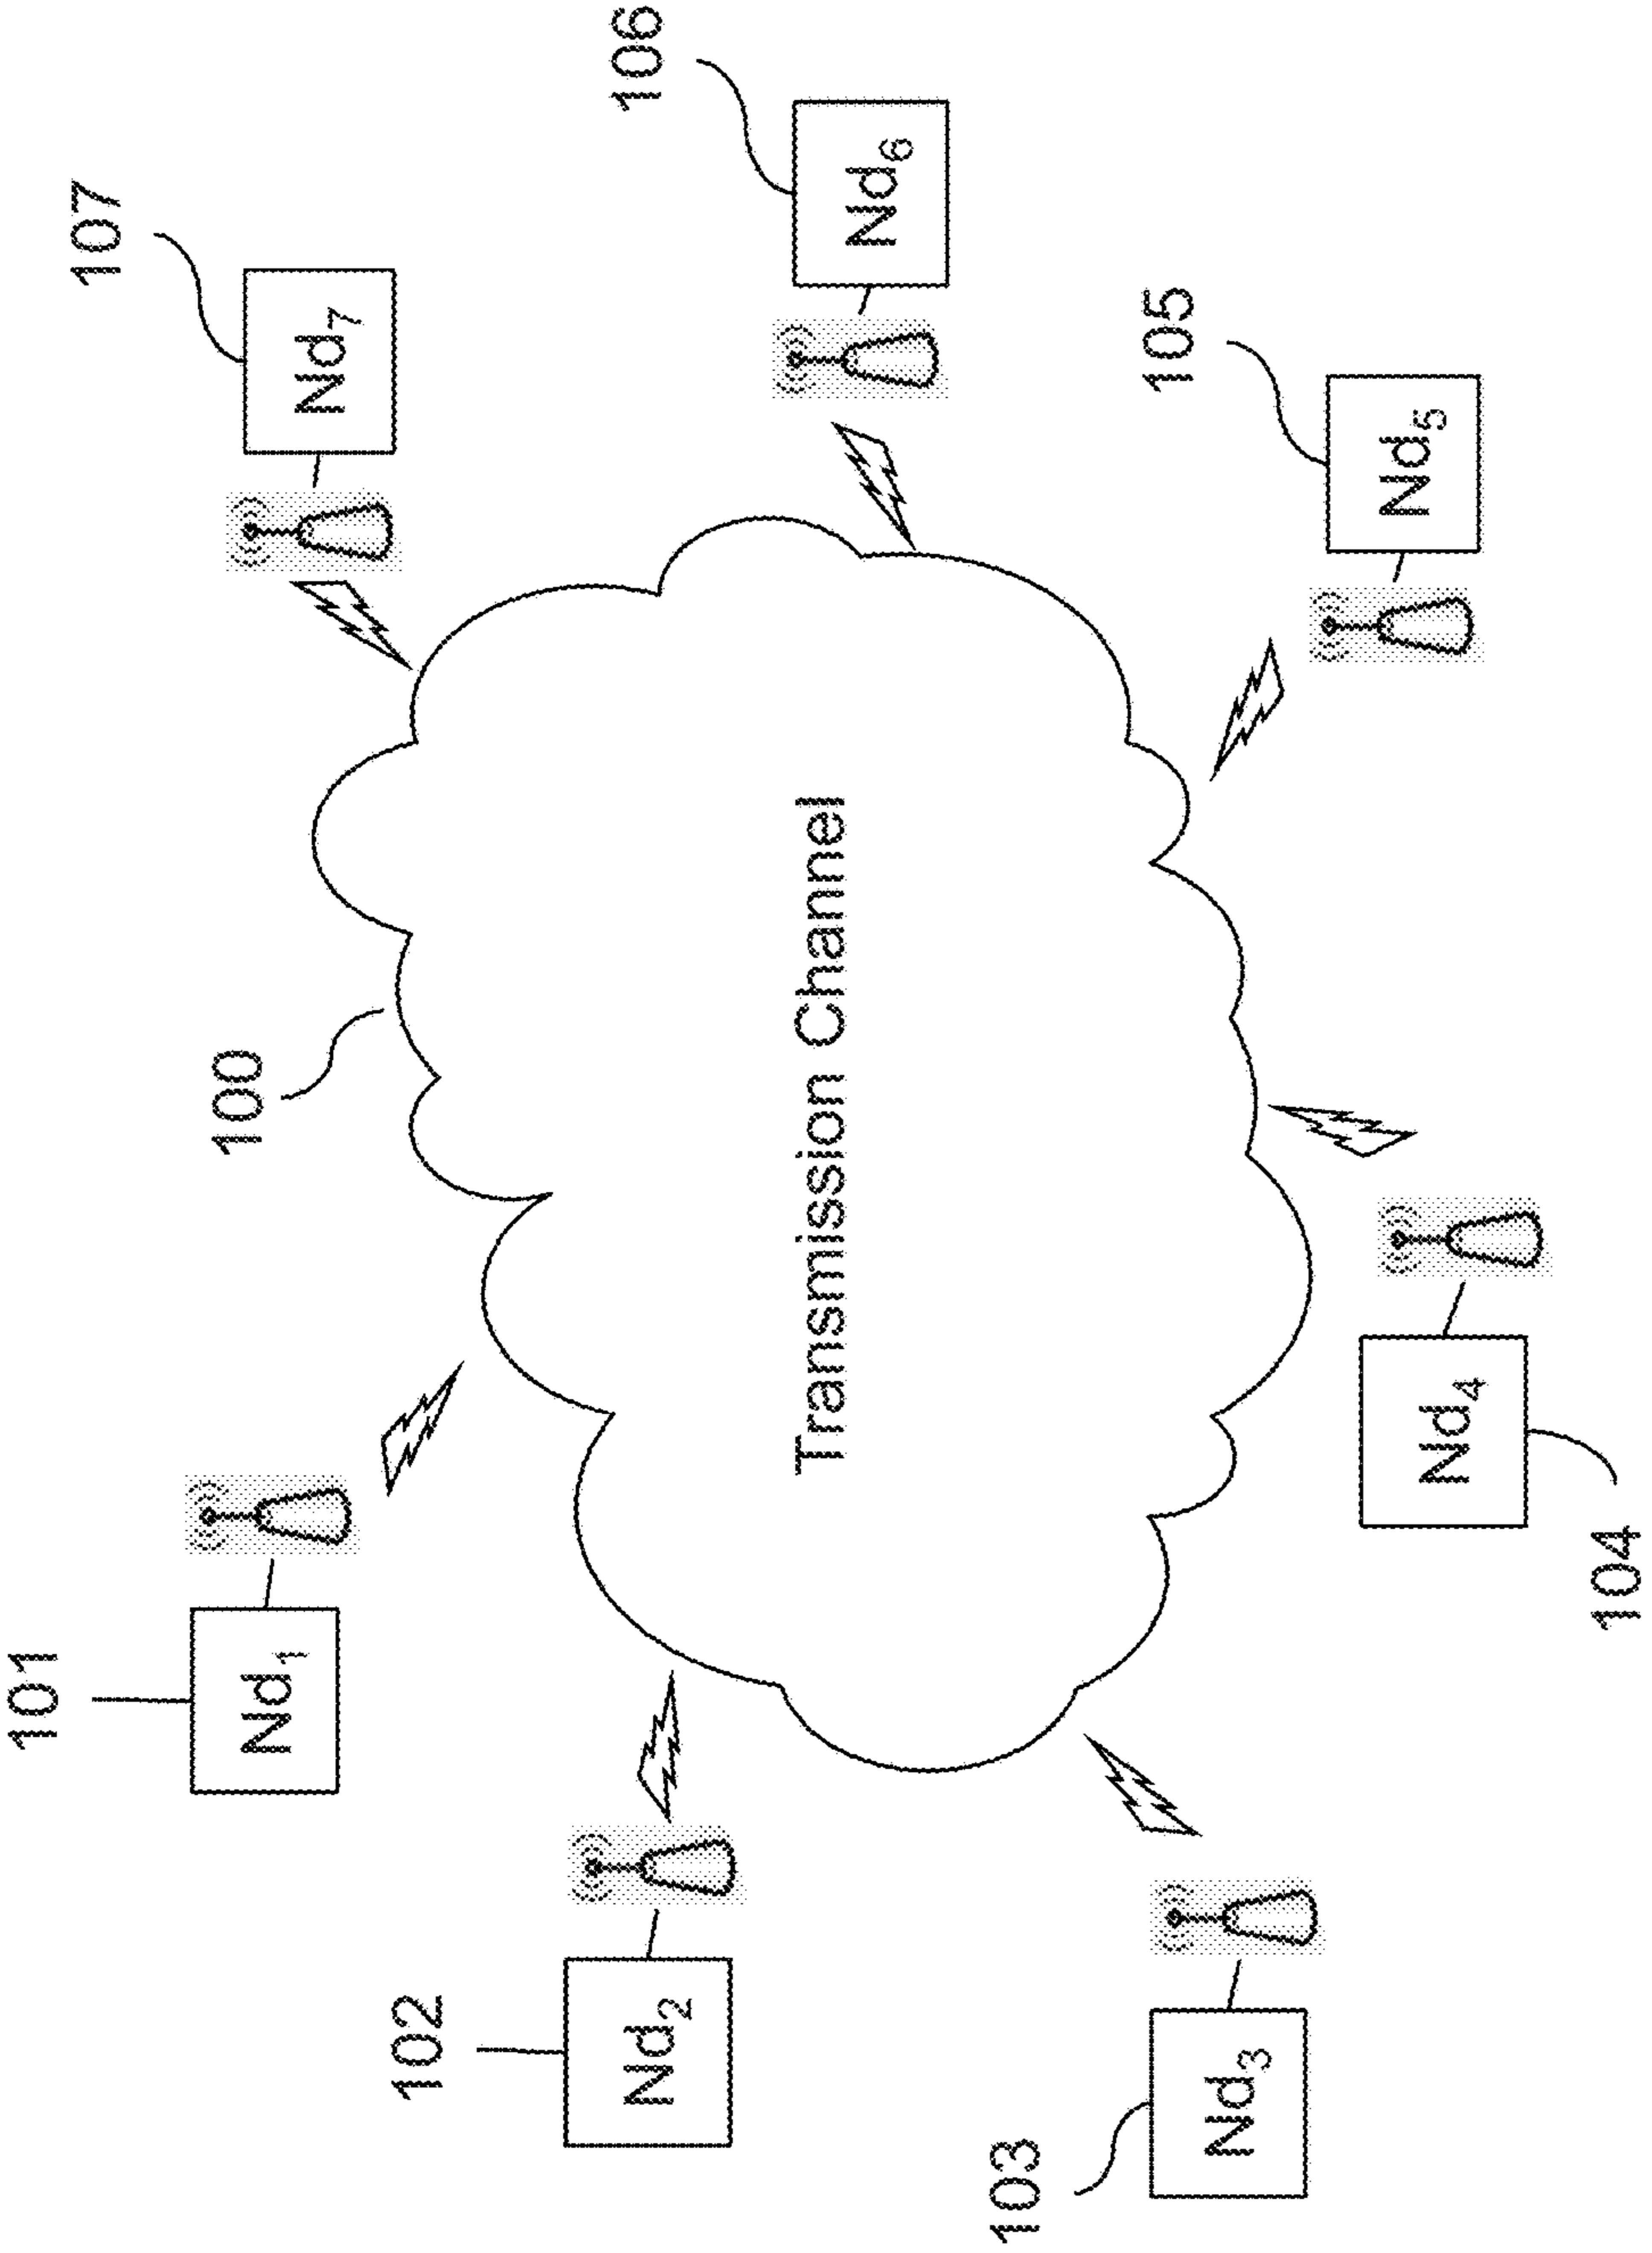 101
107
100
Nd₁
Nd₇
102
106
Nd₂
Transmission Channel
Nd₆
103
105
Nd₃
Nd₅
Nd₄
104